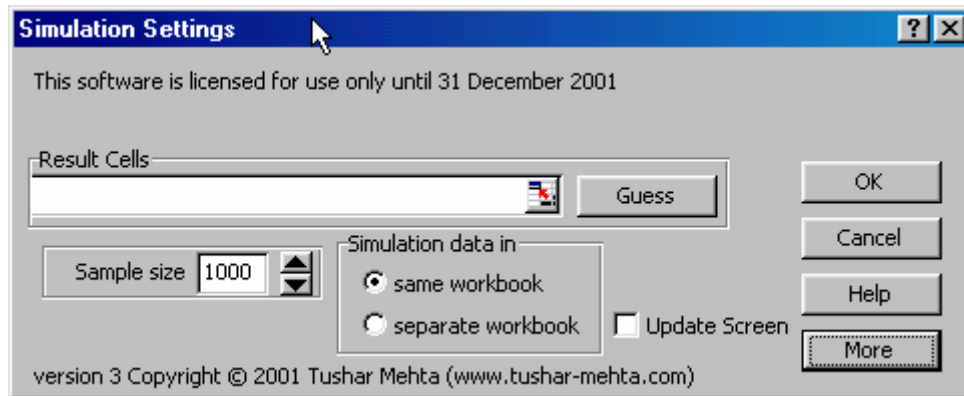 Simulation Settings
This software is licensed for use only until 31 December 2001
Result Cells
Guess
OK
Cancel
Help
More
Sample size 1000
Simulation data in
same workbook
separate workbook
Update Screen
version 3 Copyright © 2001 Tushar Mehta (www.tushar-mehta.com)